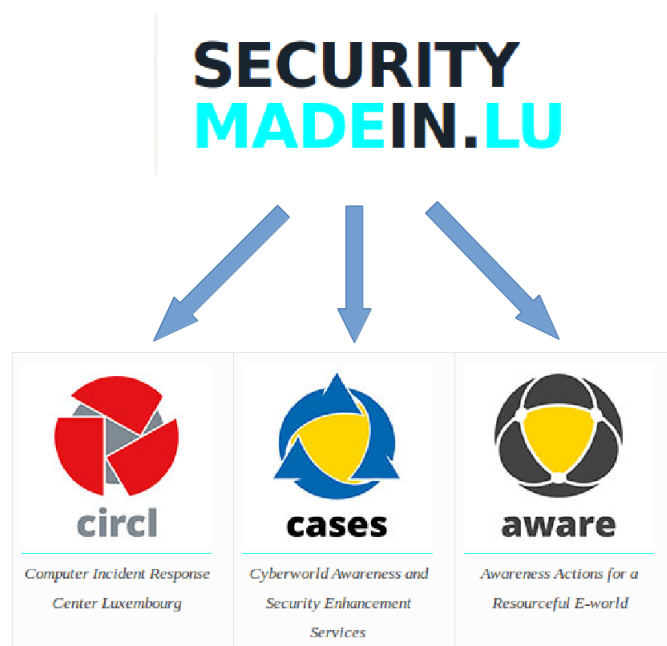 SECURITY
MADEIN.LU
circl
cases
aware
Computer Incident Response
Center Luxembourg
Cyberworld Awareness and
Security Enhancement
Services
Awareness Actions for a
Resourceful E-world